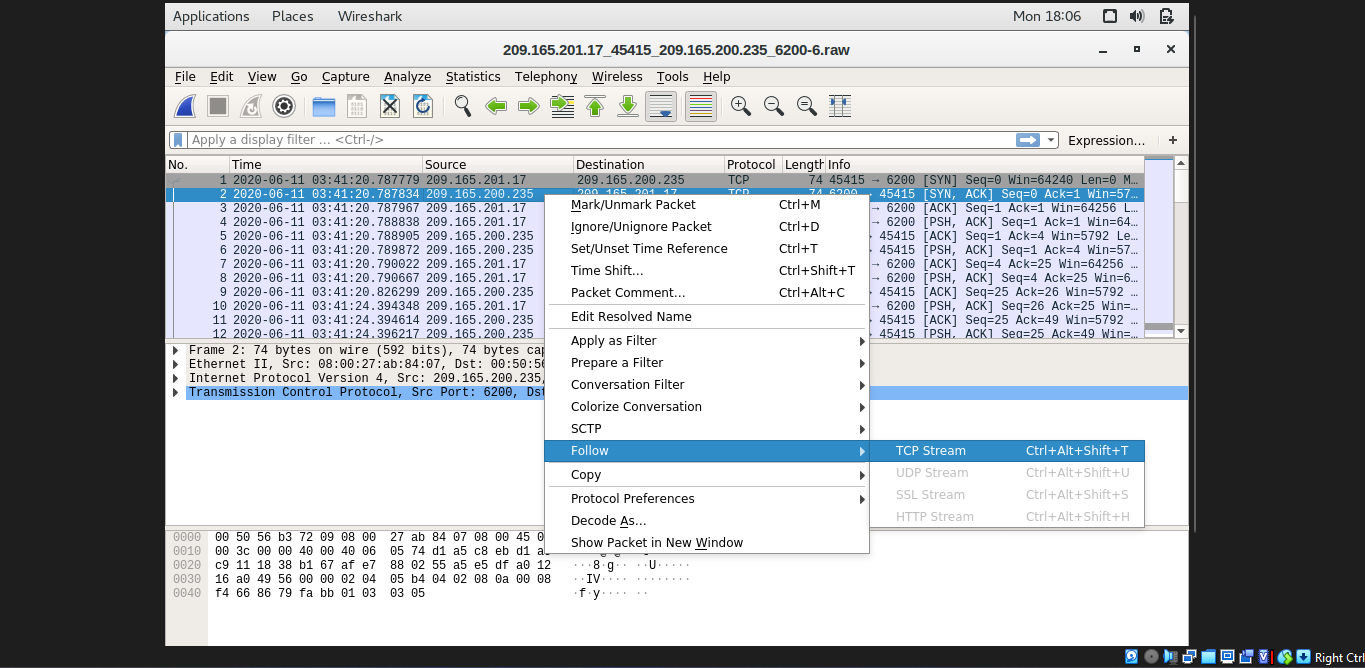 Applications Places Wireshark Mon 18:06
209.165.201.17_45415_209.165.200.235_6200-6.raw
File Edit View Go Capture Analyze Statistics Telephony Wireless Tools Help
Apply a display filter ... <Ctrl-/> Expression... +
No. Time Source Destination Protocol Length Info
1 2020-06-11 03:41:20.787779 209.165.201.17 209.165.200.235 TCP 74 45415 → 6200 [SYN] Seq=0 Win=64240 Len=0 M…
2 2020-06-11 03:41:20.787834 209.165.200.235 209.165.201.17 TCP 74 6200 → 45415 [SYN, ACK] Seq=0 Ack=1 Win=57…
3 2020-06-11 03:41:20.787967 209.165.201.17 → 6200 [ACK] Seq=1 Ack=1 Win=64256 L…
4 2020-06-11 03:41:20.788838 209.165.201.17 → 6200 [PSH, ACK] Seq=1 Ack=1 Win=64…
5 2020-06-11 03:41:20.788905 209.165.200.235 45415 [ACK] Seq=1 Ack=4 Win=5792 Le…
6 2020-06-11 03:41:20.789872 209.165.200.235 45415 [PSH, ACK] Seq=1 Ack=4 Win=57…
7 2020-06-11 03:41:20.790022 209.165.201.17 → 6200 [ACK] Seq=4 Ack=25 Win=64256 …
8 2020-06-11 03:41:20.790667 209.165.201.17 → 6200 [PSH, ACK] Seq=4 Ack=25 Win=6…
9 2020-06-11 03:41:20.826299 209.165.200.235 45415 [ACK] Seq=25 Ack=26 Win=5792 …
10 2020-06-11 03:41:24.394348 209.165.201.17 → 6200 [PSH, ACK] Seq=26 Ack=25 Win=…
11 2020-06-11 03:41:24.394614 209.165.200.235 45415 [ACK] Seq=25 Ack=49 Win=5792 …
12 2020-06-11 03:41:24.396217 209.165.200.235 45415 [PSH, ACK] Seq=25 Ack=49 Win=…
Mark/Unmark Packet Ctrl+M
Ignore/Unignore Packet Ctrl+D
Set/Unset Time Reference Ctrl+T
Time Shift... Ctrl+Shift+T
Packet Comment... Ctrl+Alt+C
Edit Resolved Name
Apply as Filter
Prepare a Filter
Conversation Filter
Colorize Conversation
SCTP
Follow
Copy
Protocol Preferences
Decode As...
Show Packet in New Window
TCP Stream Ctrl+Alt+Shift+T
UDP Stream Ctrl+Alt+Shift+U
SSL Stream Ctrl+Alt+Shift+S
HTTP Stream Ctrl+Alt+Shift+H
Frame 2: 74 bytes on wire (592 bits), 74 bytes cap
Ethernet II, Src: 08:00:27:ab:84:07, Dst: 00:50:56
Internet Protocol Version 4, Src: 209.165.200.235,
Transmission Control Protocol, Src Port: 6200, Dst
0000 00 50 56 b3 72 09 08 00 27 ab 84 07 08 00 45 0
0010 00 3c 00 00 40 00 40 06 05 74 d1 a5 c8 eb d1 a
0020 c9 11 18 38 b1 67 af e7 88 02 55 a5 e5 df a0 12 ···8·g·· ··U·····
0030 16 a0 49 56 00 00 02 04 05 b4 04 02 08 0a 00 08 ··IV···· ········
0040 f4 66 86 79 fa bb 01 03 03 05 ·f·y···· ··
Right Ctrl